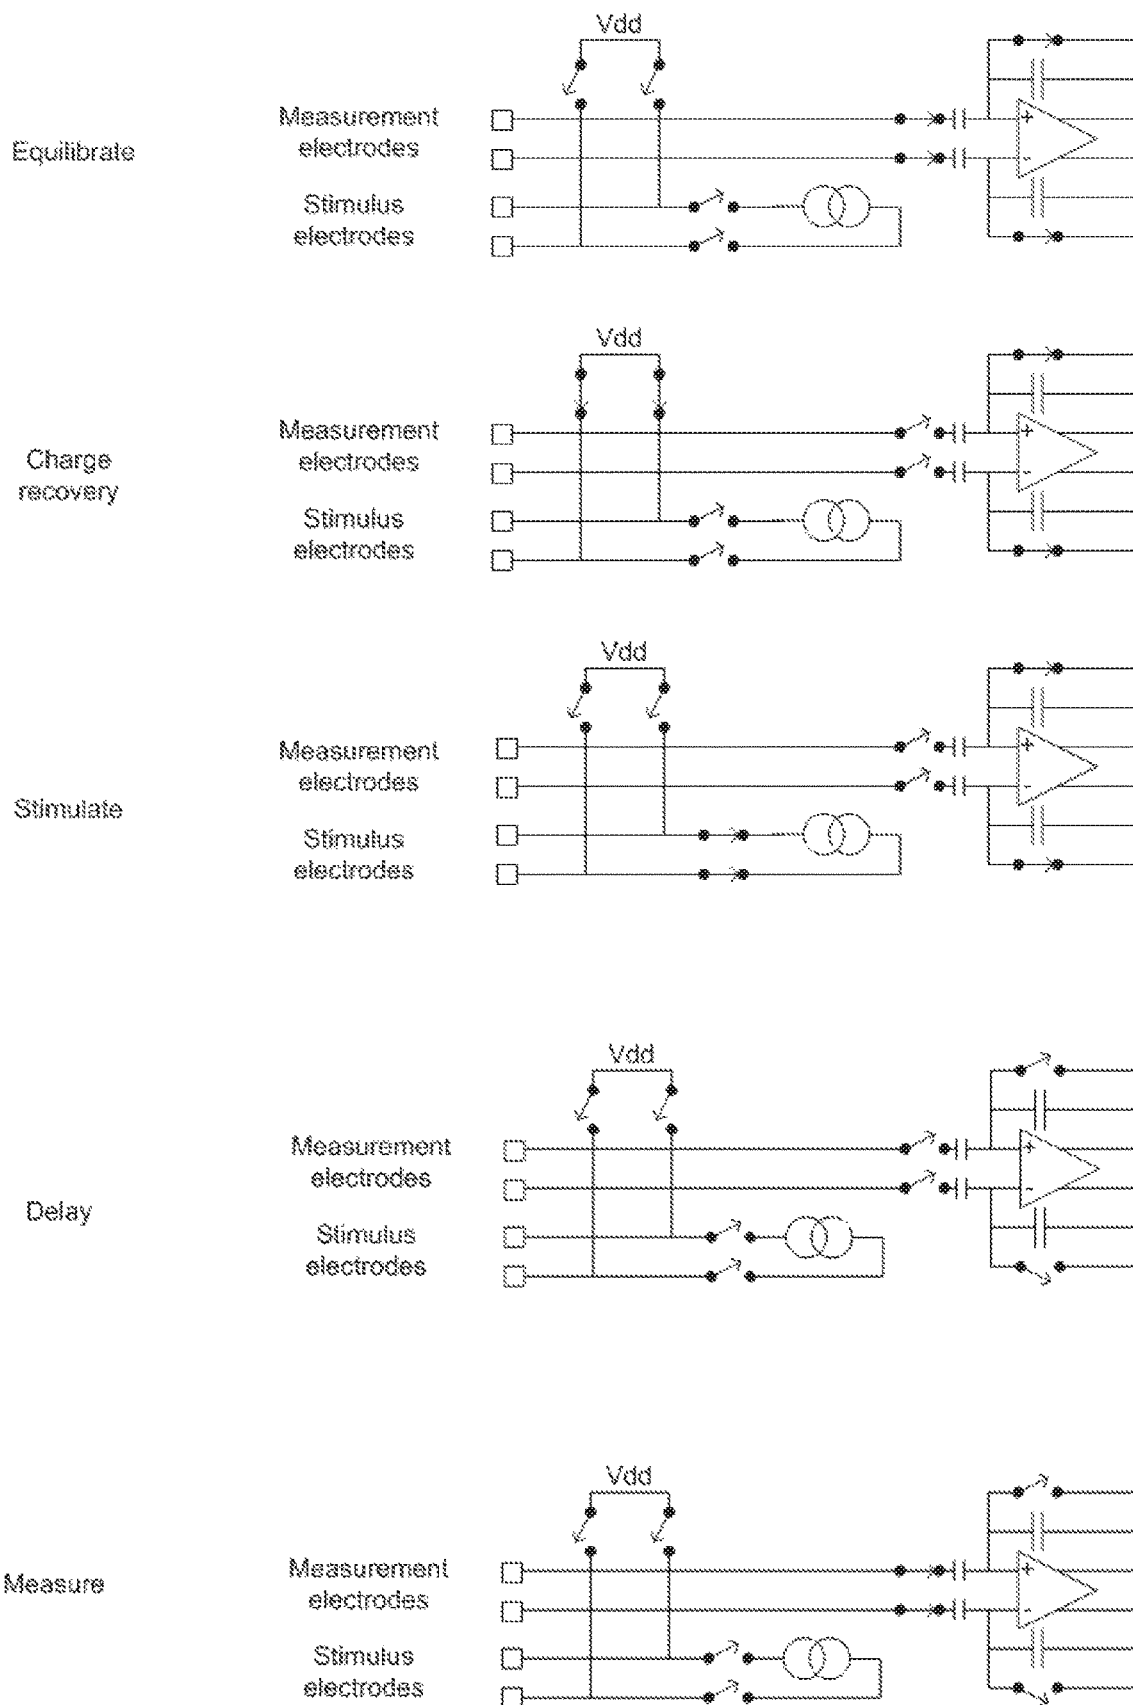 Vdd
Equilibrate
Measurement
electrodes
+
-
Stimulus
electrodes
Vdd
Charge
recovery
Measurement
electrodes
+
-
Stimulus
electrodes
Vdd
Stimulate
Measurement
electrodes
+
-
Stimulus
electrodes
Vdd
Delay
Measurement
electrodes
+
-
Stimulus
electrodes
Vdd
Measure
Measurement
electrodes
+
-
Stimulus
electrodes